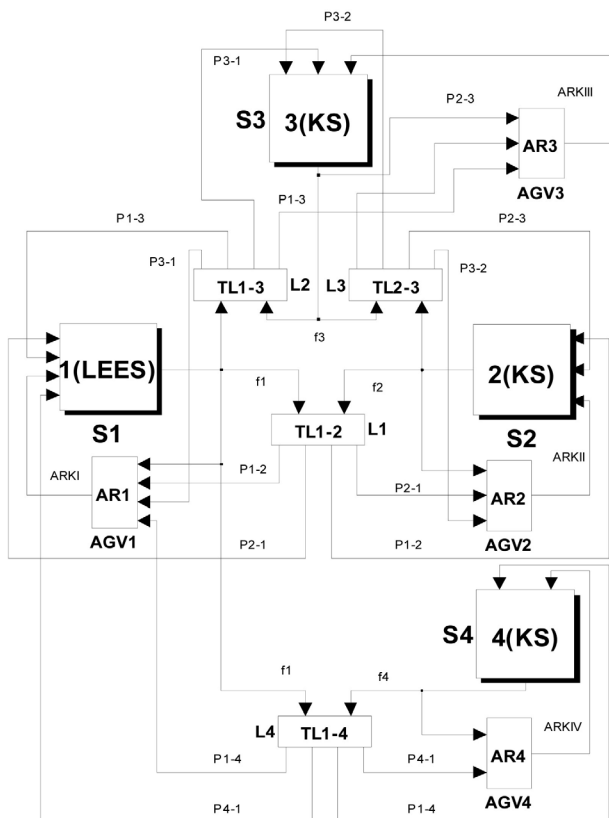 P3-2
P3-1
S3
3(KS)
P2-3
ARKIII
AR3
AGV3
P1-3
P1-3
P2-3
P3-1
P3-2
TL1-3
L2
L3
TL2-3
f3
1(LEES)
2(KS)
S1
f1
f2
S2
TL1-2
L1
ARKI
AR1
P1-2
P2-1
AR2
ARKII
AGV1
AGV2
P2-1
P1-2
S4
4(KS)
f1
f4
L4
TL1-4
ARKIV
AR4
P1-4
P4-1
AGV4
P4-1
P1-4